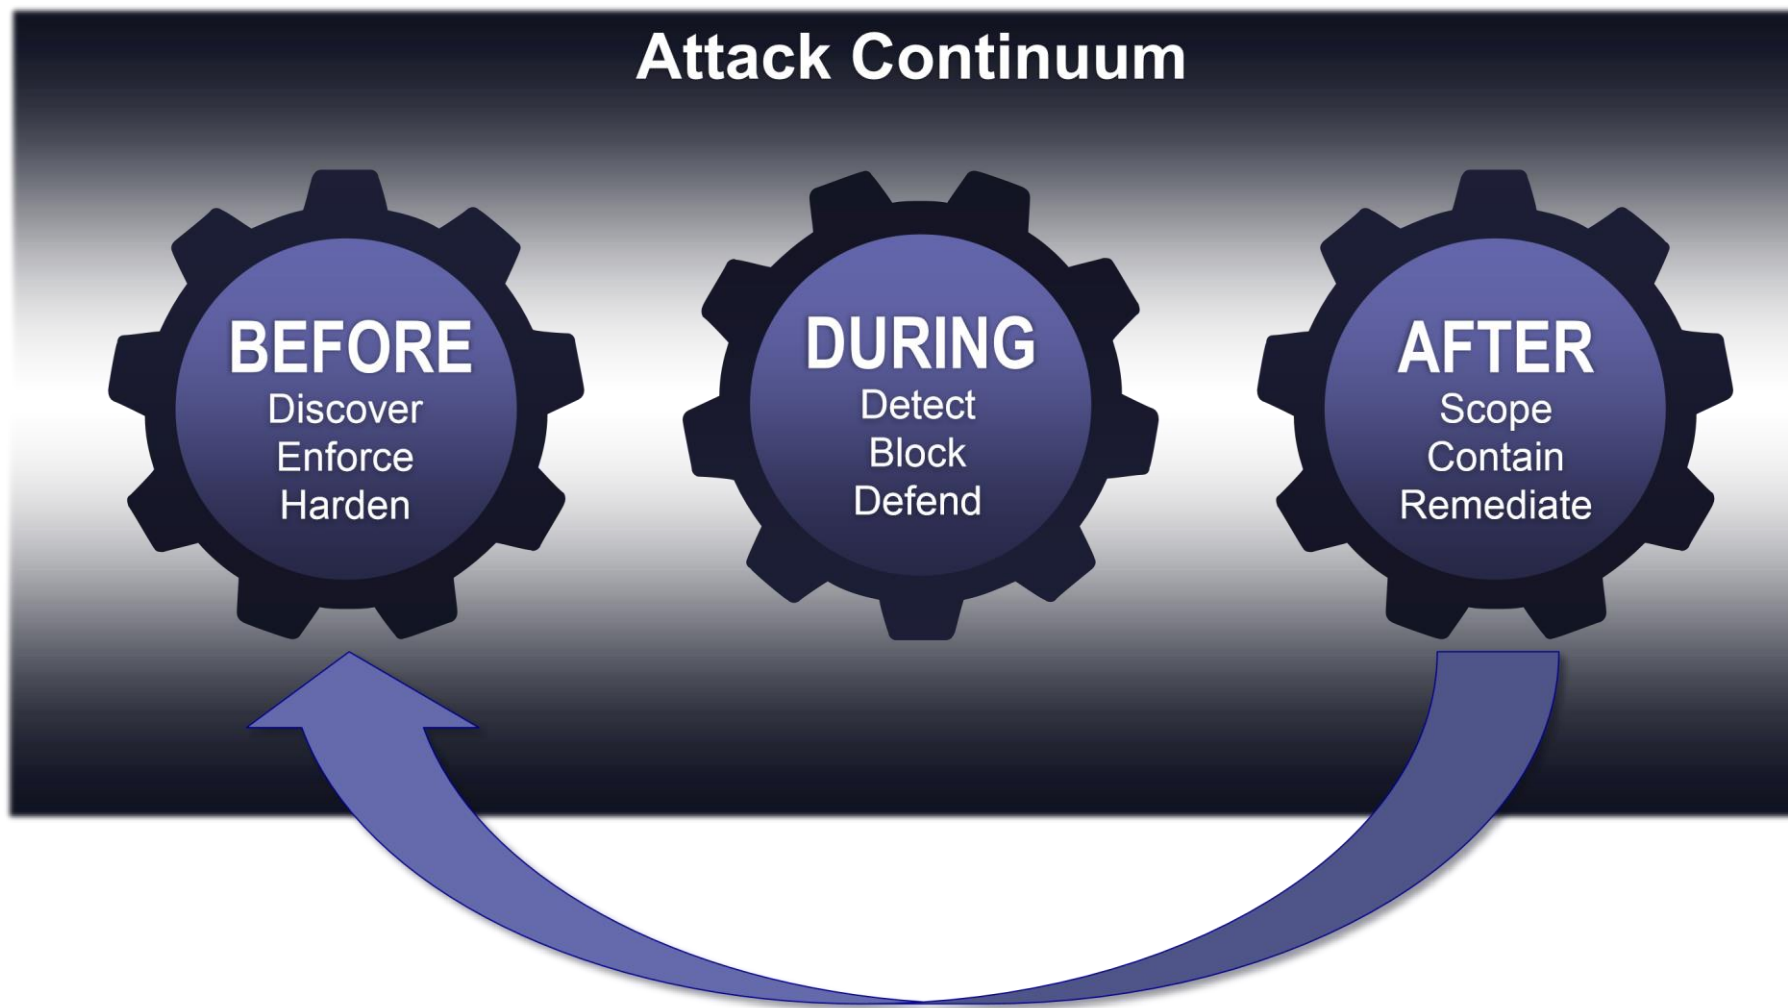 Attack Continuum
BEFORE
Discover
Enforce
Harden
DURING
Detect
Block
Defend
AFTER
Scope
Contain
Remediate